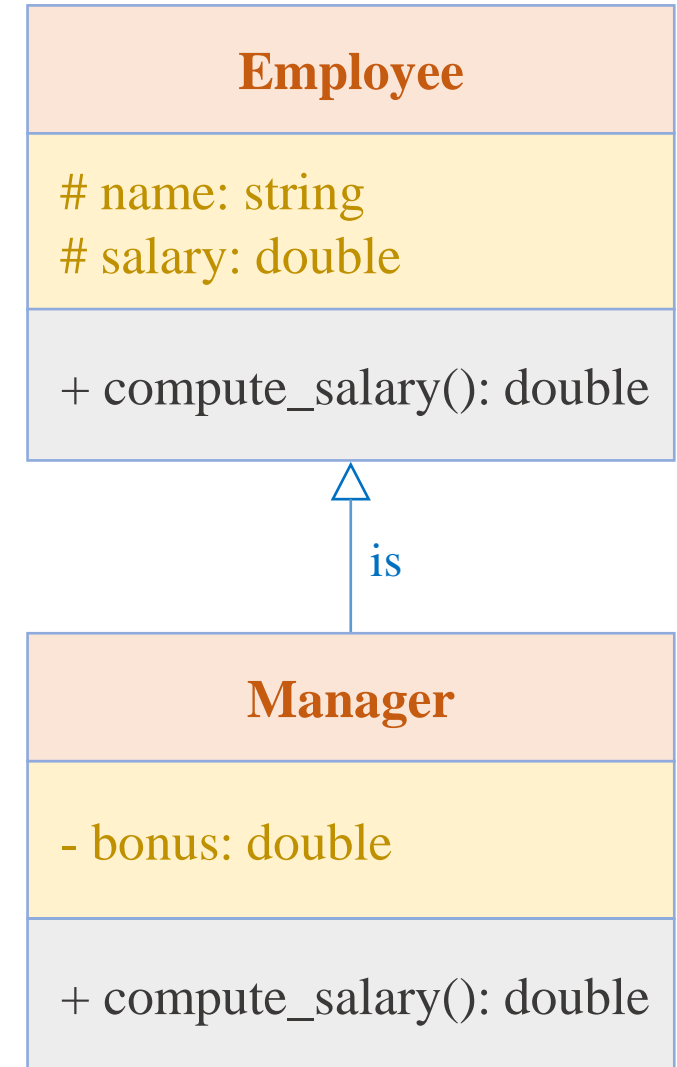 Employee
# name: string
# salary: double
+ compute_salary(): double
is
Manager
- bonus: double
+ compute_salary(): double